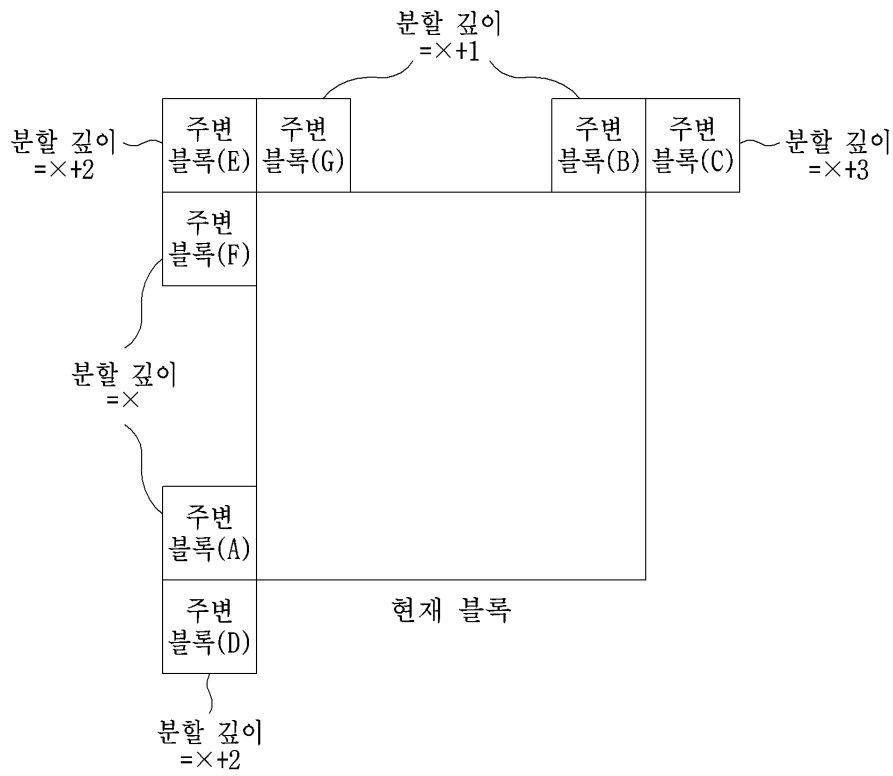 분할 깊이
=×+1
분할 깊이
=×+2
주변
블록(E)
주변
블록(G)
주변
블록(B)
주변
블록(C)
분할 깊이
=×+3
주변
블록(F)
분할 깊이
=×
주변
블록(A)
주변
블록(D)
현재 블록
분할 깊이
=×+2